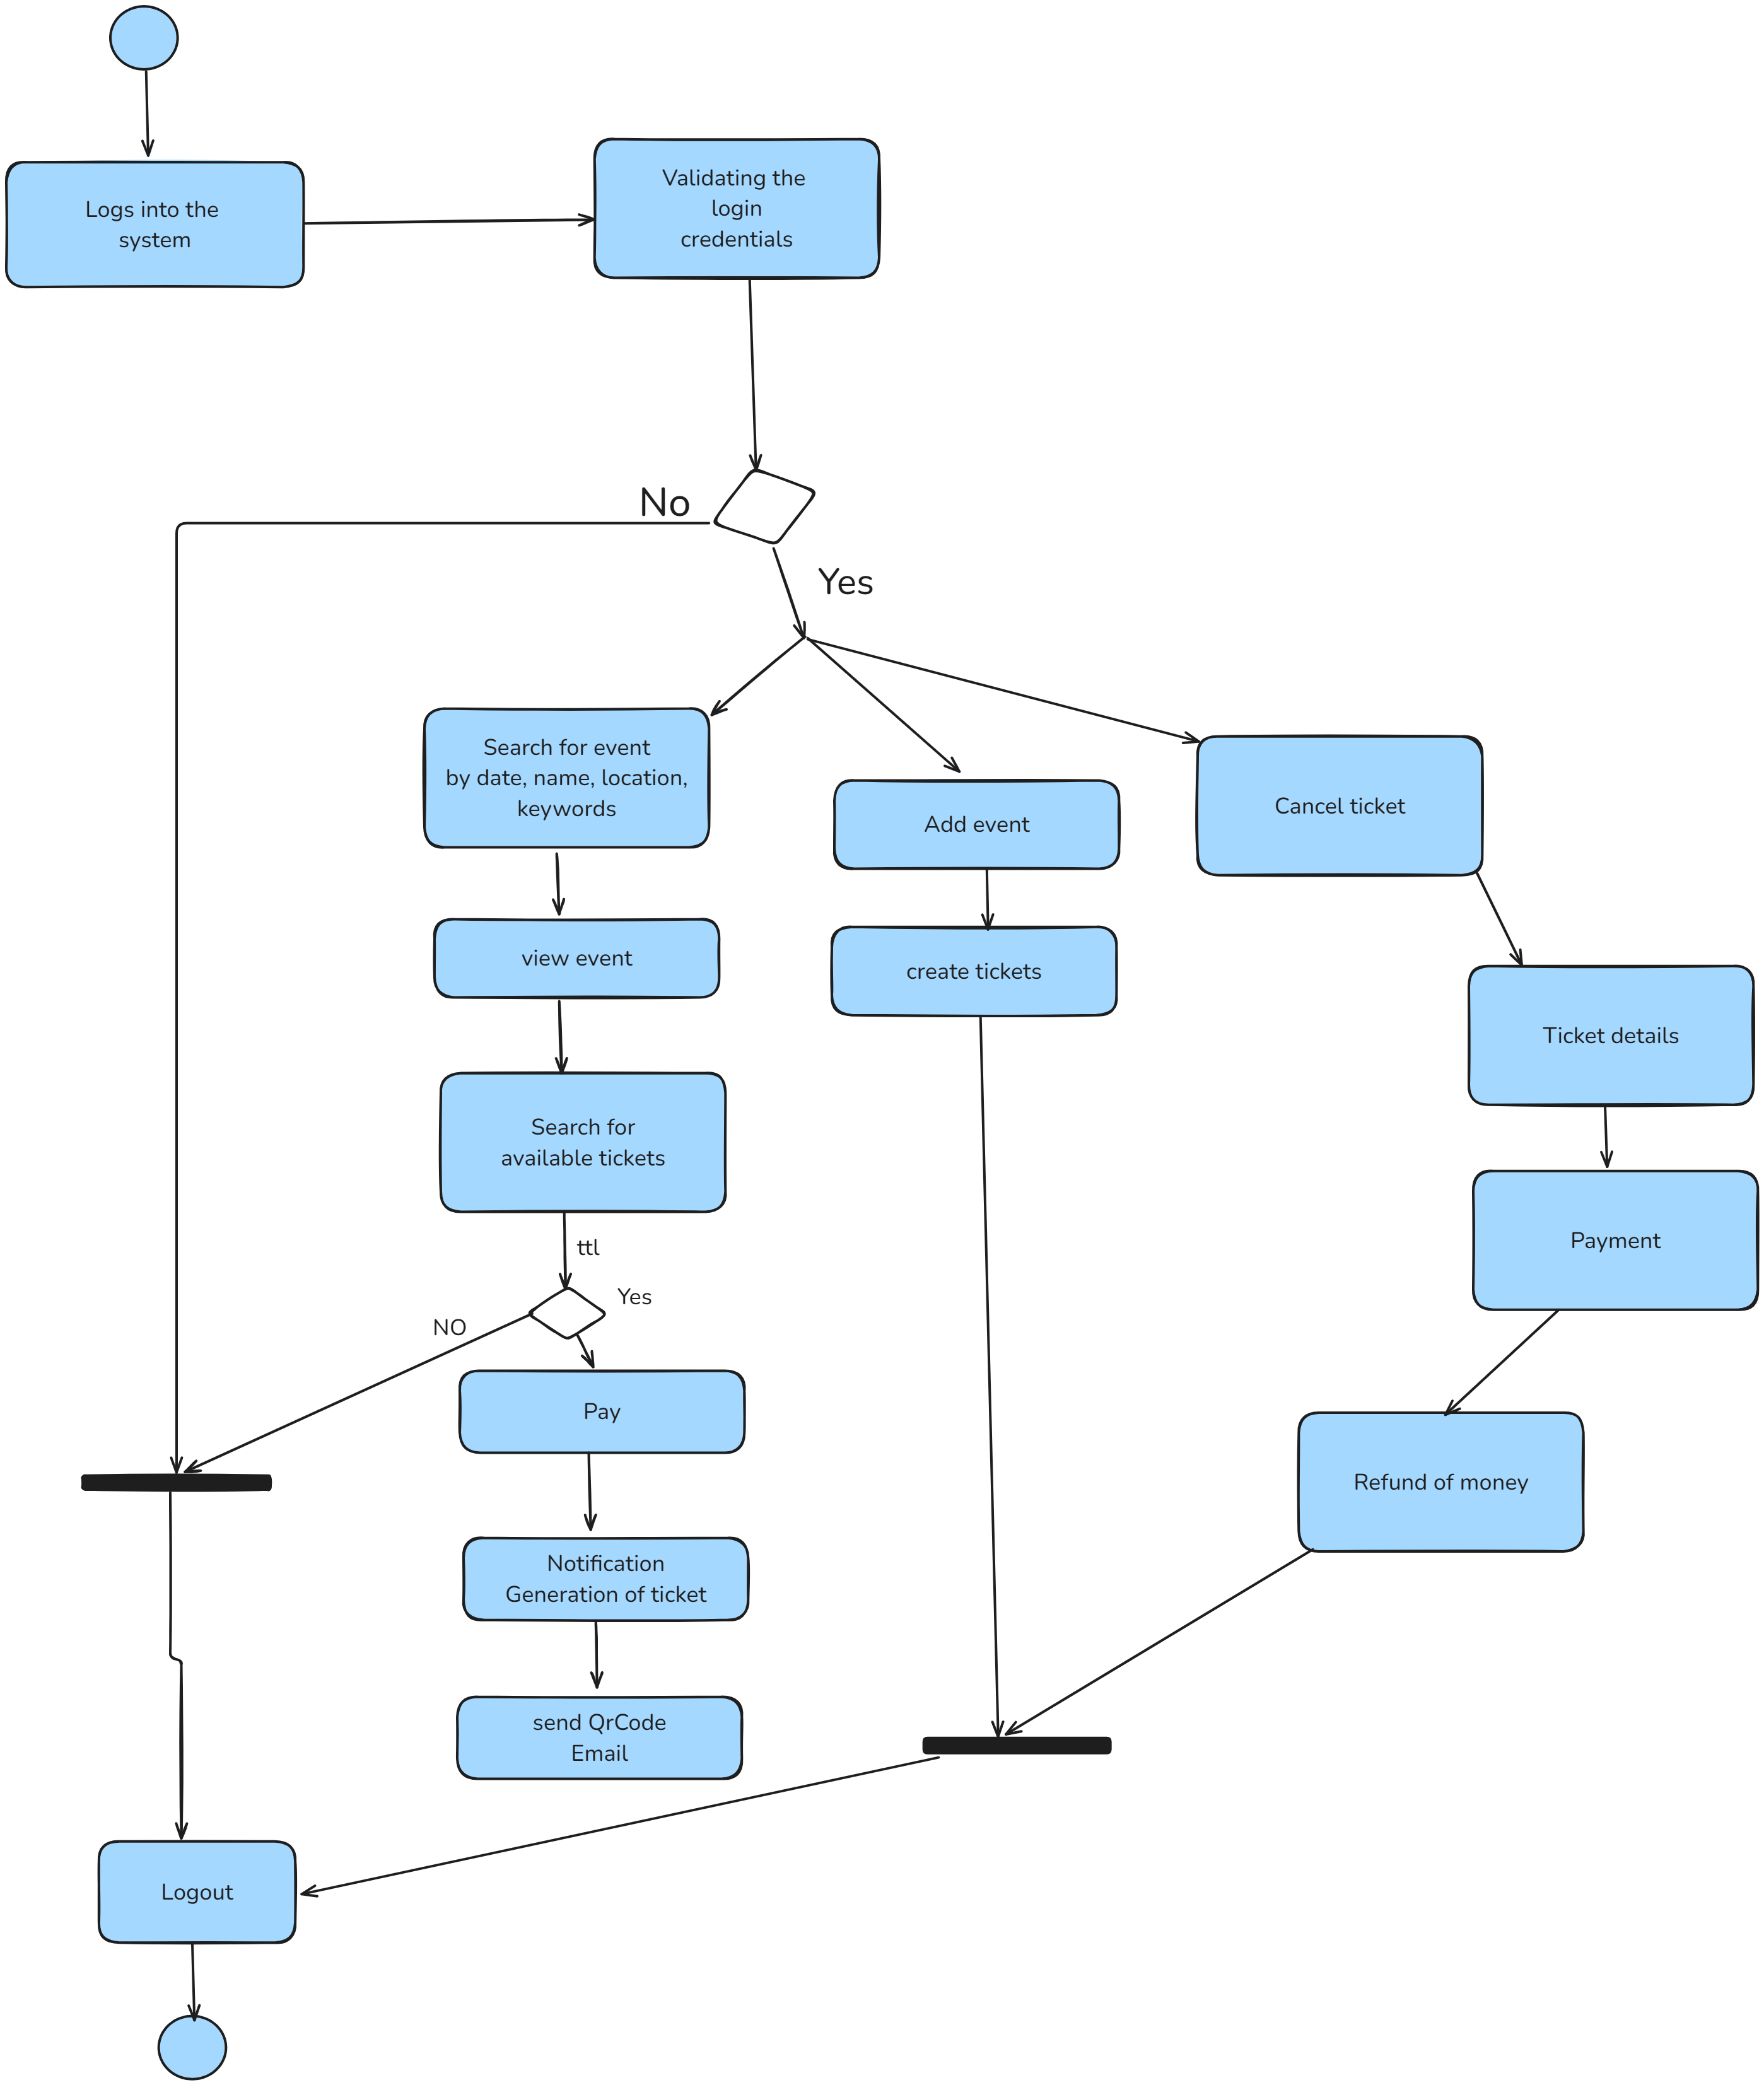 Logs into the
system
Validating the
login
credentials
No
Yes
Search for event
by date, name, location,
keywords
Add event
Cancel ticket
view event
create tickets
Ticket details
Search for
available tickets
ttl
Yes
NO
Payment
Pay
Refund of money
Notification
Generation of ticket
send QrCode
Email
Logout